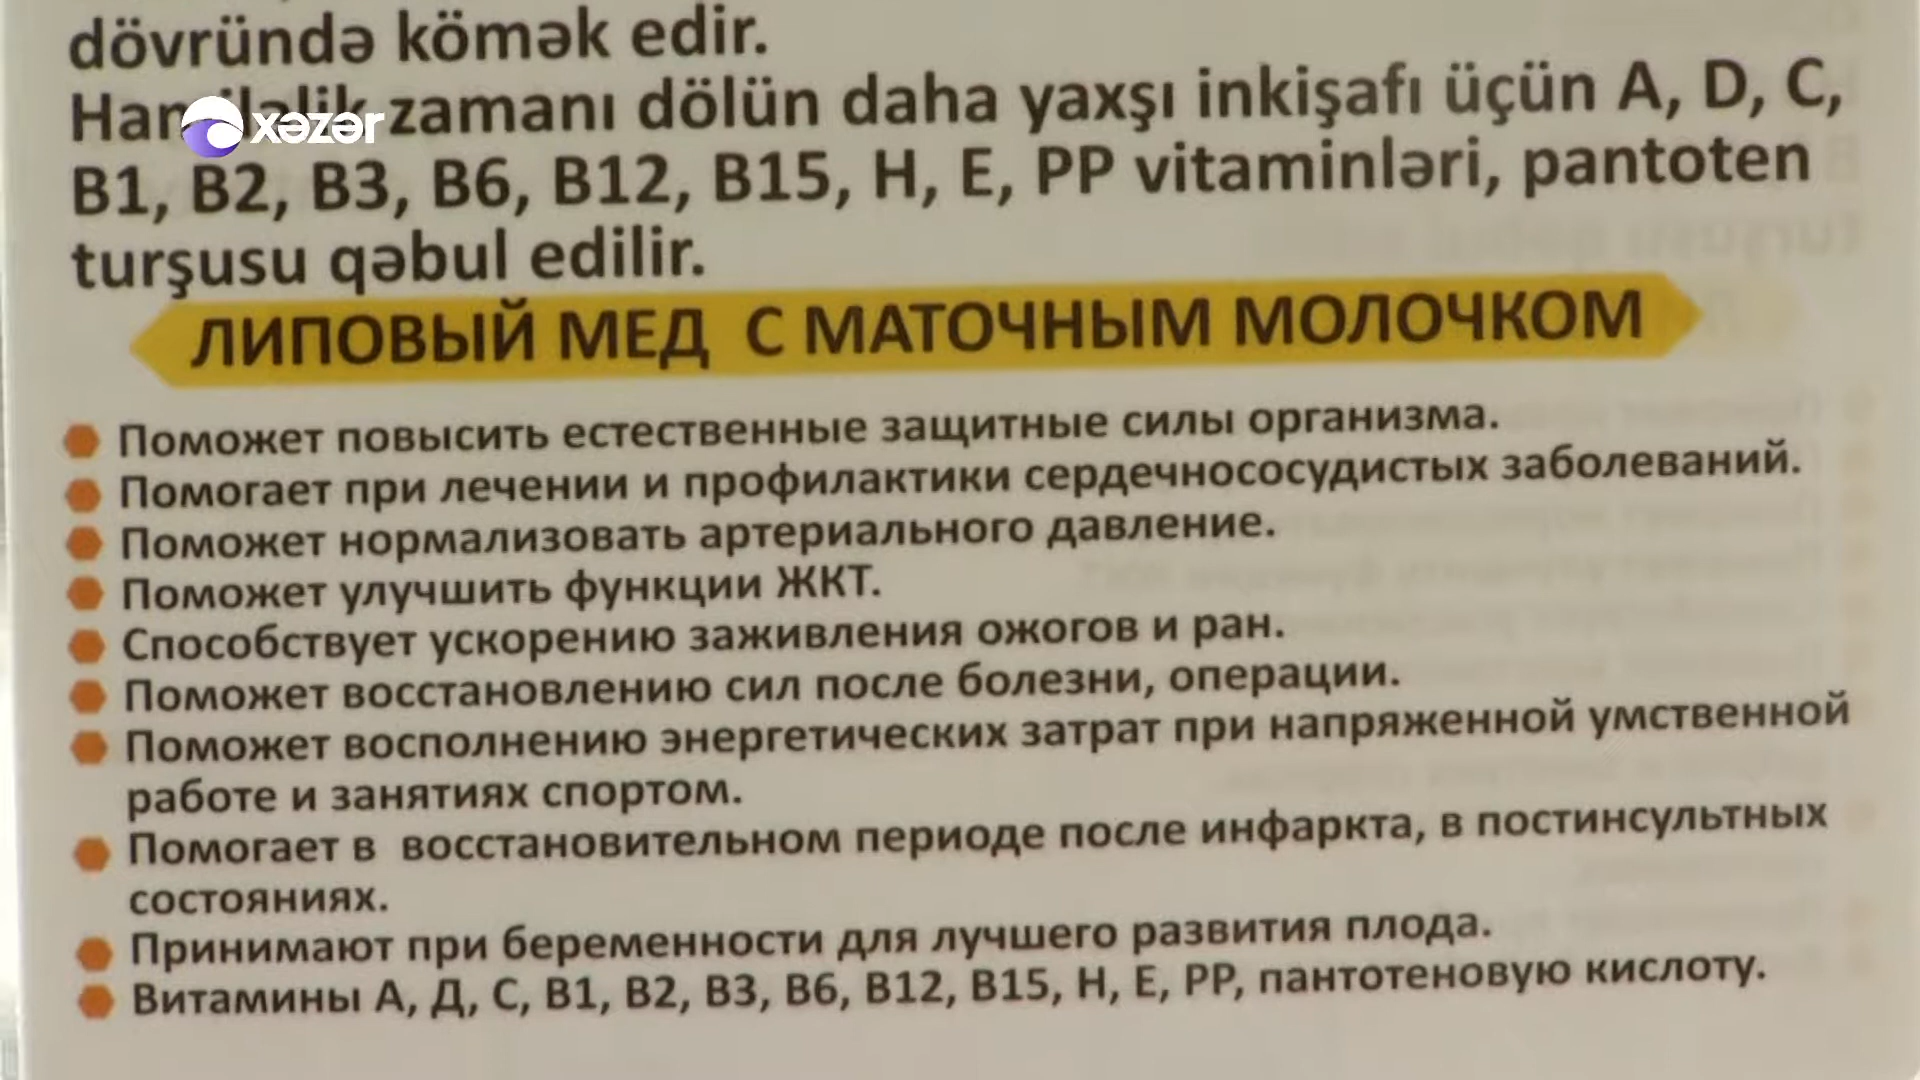 dövründə kömək edir.
Hamiləlik zamanı dölün daha yaxşı inkişafı üçün A, D, C,
xəzər
B1, B2, B3, B6, B12, B15, H, E, PP vitaminləri, pantoten
turşusu qəbul edilir.
ЛИПОВЫЙ МЕД С МАТОЧНЫМ МОЛОЧКОМ
Поможет повысить естественные защитные силы организма.
Помогает при лечении и профилактики сердечнососудистых заболеваний.
Поможет нормализовать артериального давление.
Поможет улучшить функции ЖКТ.
Способствует ускорению заживления ожогов и ран.
Поможет восстановлению сил после болезни, операции.
Поможет восполнению энергетических затрат при напряженной умственной
работе и занятиях спортом.
Помогает в восстановительном периоде после инфаркта, в постинсультных
состояниях.
Принимают при беременности для лучшего развития плода.
Витамины А, Д, С, В1, В2, В3, В6, В12, В15, Н, Е, РР, пантотеновую кислоту.